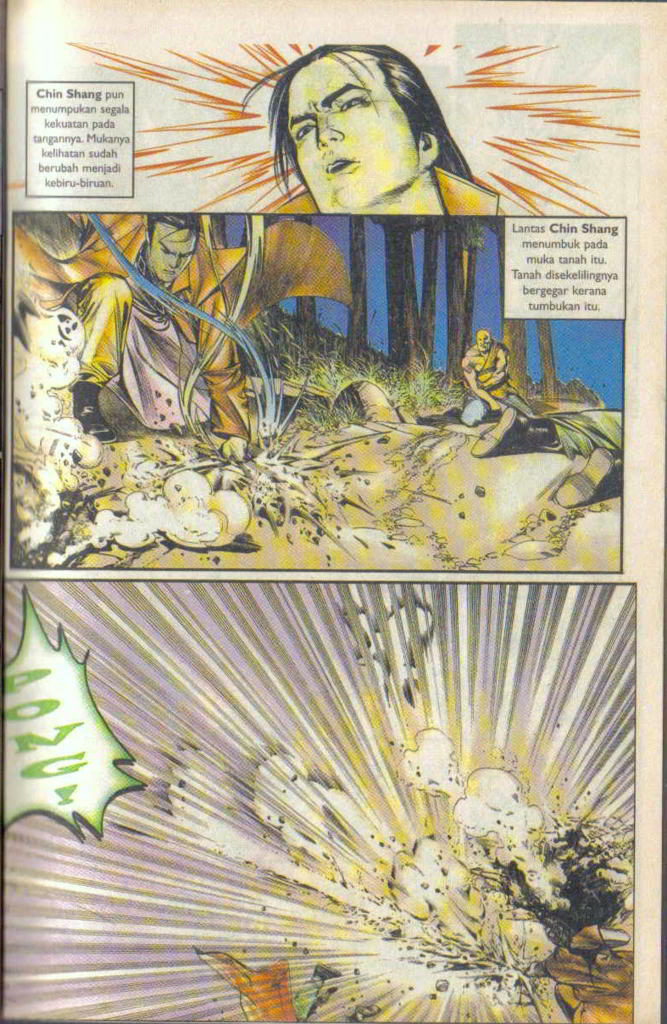 Chin Shang pun
menumpukan segala
kekuatan pada
tangannya. Mukanya
kelihatan sudah
berubah menjadi
kebiru-biruan.
Lantas Chin Shang
menumbuk pada
muka tanah itu.
Tanah disekelilingnya
bergegar kerana
tumbukan itu.
PONG!